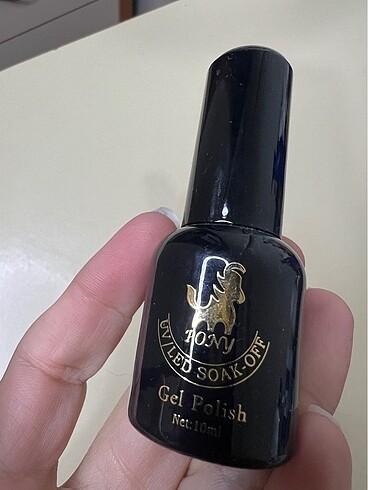 PONY
UV/LED SOAK-OFF
Gel Polish
Net:10ml